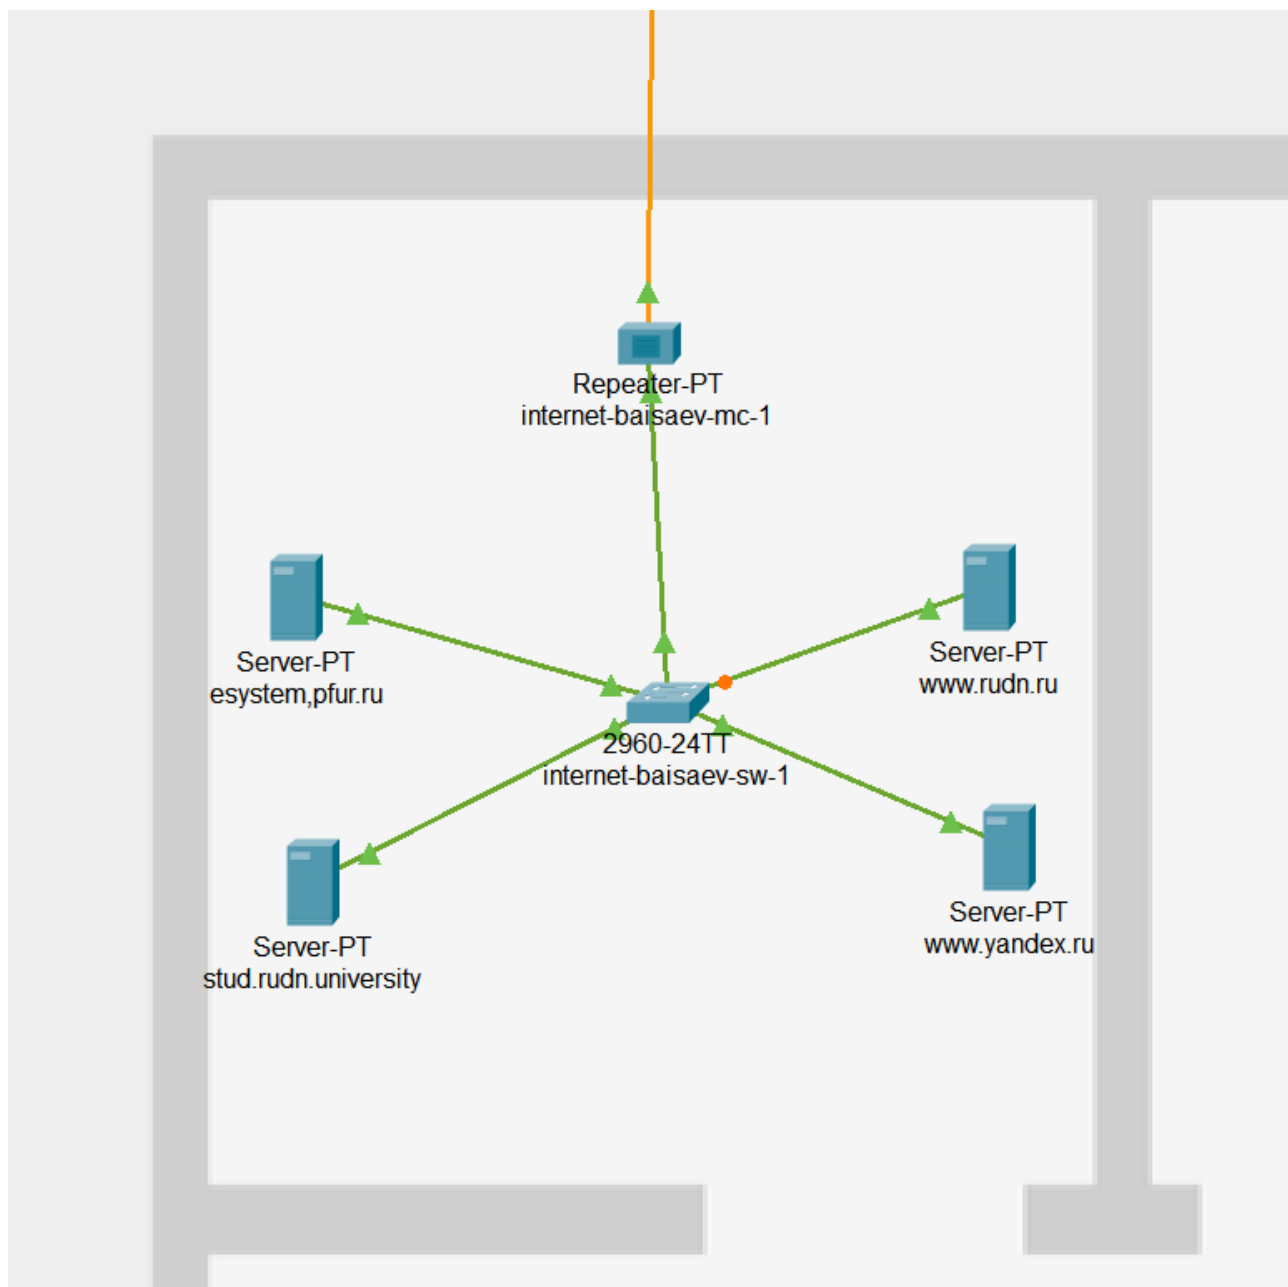 Repeater-PT
internet-baisaev-mc-1
Server-PT
esystem,pfur.ru
Server-PT
www.rudn.ru
2960-24TT
internet-baisaev-sw-1
Server-PT
stud.rudn.university
Server-PT
www.yandex.ru